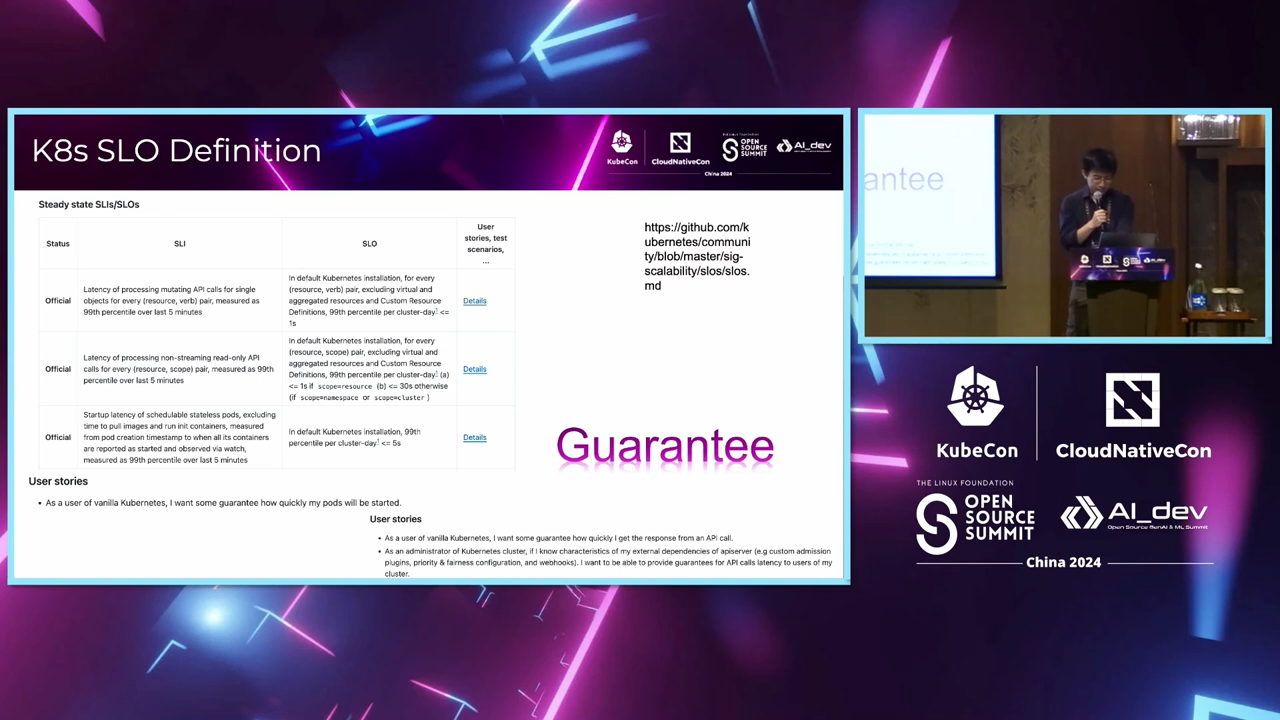 K8s SLO Definition
KubeCon
CloudNativeCon
THE LINUX FOUNDATION
OPEN
SOURCE
SUMMIT
AI_dev
China 2024
Steady state SLIs/SLOs
Status
SLI
SLO
User
stories, test
scenarios,
...
Official
Latency of processing mutating API calls for single
objects for every (resource, verb) pair, measured as
99th percentile over last 5 minutes
In default Kubernetes installation, for every
(resource, verb) pair, excluding virtual and
aggregated resources and Custom Resource
Definitions, 99th percentile per cluster-day¹ <=
1s
Details
Official
Latency of processing non-streaming read-only API
calls for every (resource, scope) pair, measured as 99th
percentile over last 5 minutes
In default Kubernetes installation, for every
(resource, scope) pair, excluding virtual and
aggregated resources and Custom Resource
Definitions, 99th percentile per cluster-day¹ (a)
<= 1s if scope=resource (b) <= 30s otherwise
(if scope=namespace or scope=cluster )
Details
Official
Startup latency of schedulable stateless pods, excluding
time to pull images and run init containers, measured
from pod creation timestamp to when all its containers
are reported as started and observed via watch,
measured as 99th percentile over last 5 minutes
In default Kubernetes installation, 99th
percentile per cluster-day¹ <= 5s
Details
https://github.com/k
ubernetes/communi
ty/blob/master/sig-
scalability/slos/slos.
md
Guarantee
User stories
• As a user of vanilla Kubernetes, I want some guarantee how quickly my pods will be started.
User stories
• As a user of vanilla Kubernetes, I want some guarantee how quickly I get the response from an API call.
• As an administrator of Kubernetes cluster, if I know characteristics of my external dependencies of apiserver (e.g custom admission
plugins, priority & fairness configuration, and webhooks). I want to be able to provide guarantees for API calls latency to users of my
cluster.
antee
KubeCon
CloudNativeCon
THE LINUX FOUNDATION
OPEN
SOURCE
SUMMIT
AI_dev
Open Source GenAI & ML Summit
China 2024